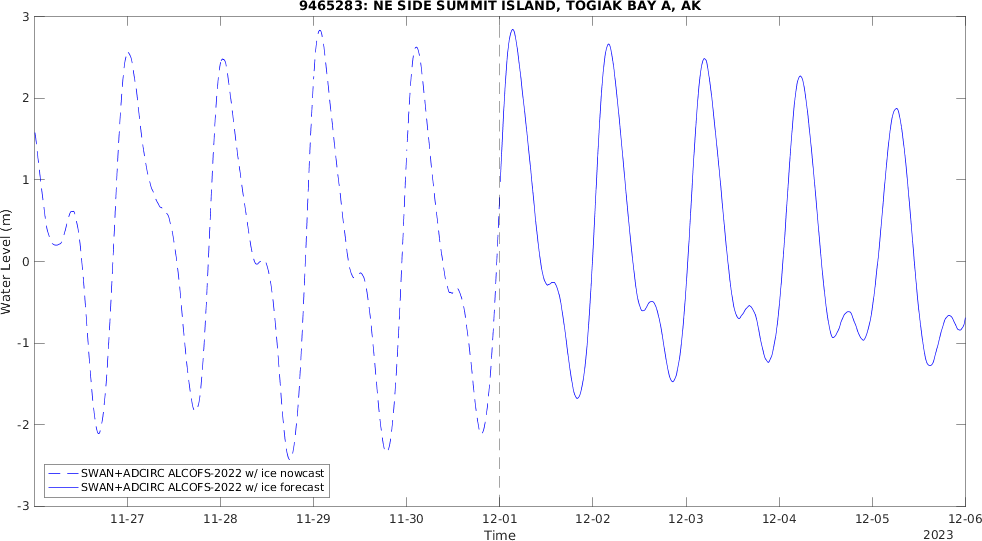 9465283: NE SIDE SUMMIT ISLAND, TOGIAK BAY A, AK
3
2
1
0
-1
-2
-3
Water Level (m)
SWAN+ADCIRC ALCOFS-2022 w/ ice nowcast
SWAN+ADCIRC ALCOFS-2022 w/ ice forecast
11-27 11-28 11-29 11-30 12-01 12-02 12-03 12-04 12-05 12-06
Time
2023